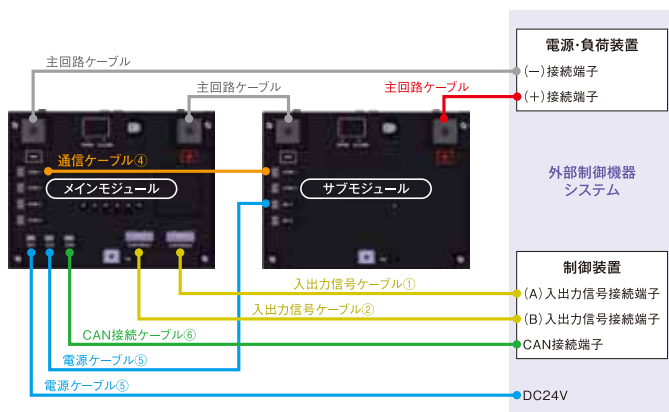 電源・負荷装置
主回路ケーブル
(－)接続端子
主回路ケーブル
主回路ケーブル
(＋)接続端子
通信ケーブル④
メインモジュール
サブモジュール
外部制御機器
システム
制御装置
入出力信号ケーブル①
(A)入出力信号接続端子
入出力信号ケーブル②
(B)入出力信号接続端子
CAN接続ケーブル⑥
CAN接続端子
電源ケーブル⑤
電源ケーブル⑤
DC24V